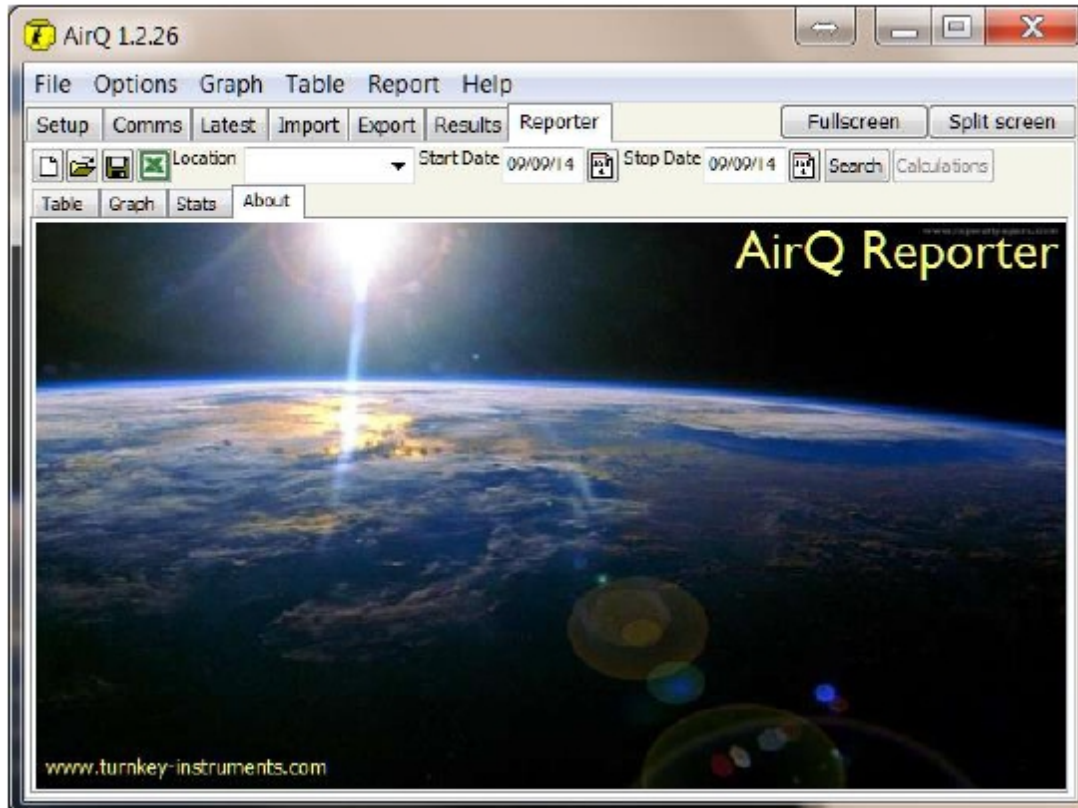 AirQ 1.2.26
File Options Graph Table Report Help
Setup Comms Latest Import Export Results Reporter Fullscreen Split screen
Location Start Date 09/09/14 Stop Date 09/09/14 Search Calculations
Table Graph Stats About
AirQ Reporter
www.turnkey-instruments.com